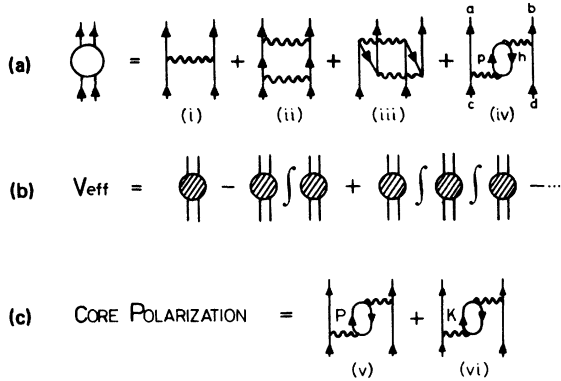 a b
(a) = + + + p h
c d
(i) (ii) (iii) (iv)
(b) Veff = - ∫ + ∫ ∫ -...
(c) CORE POLARIZATION = P + K
(v) (vi)